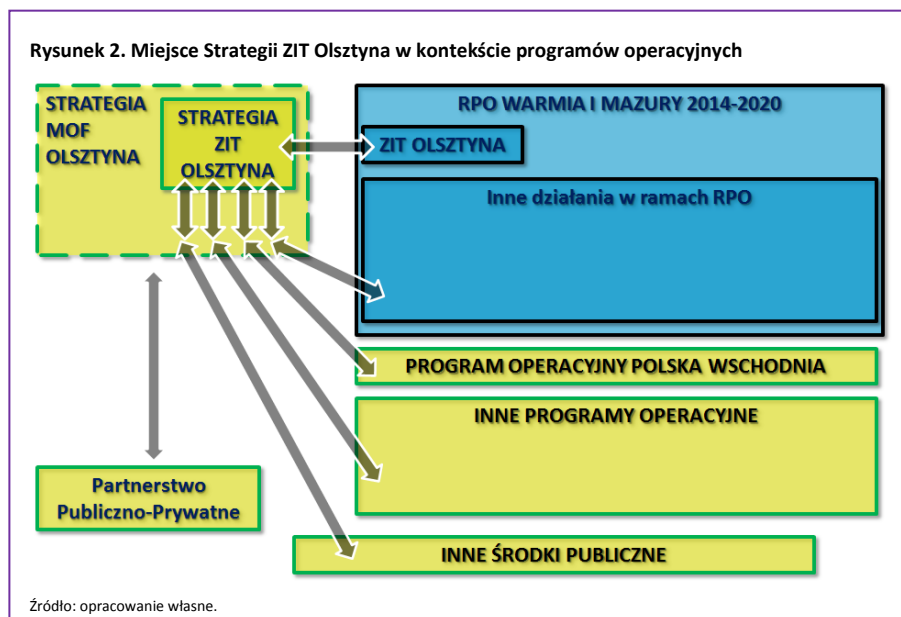 Rysunek 2. Miejsce Strategii ZIT Olsztyna w kontekście programów operacyjnych
STRATEGIA
MOF
OLSZTYNA
STRATEGIA
ZIT
OLSZTYNA
RPO WARMIA I MAZURY 2014-2020
ZIT OLSZTYNA
Inne działania w ramach RPO
PROGRAM OPERACYJNY POLSKA WSCHODNIA
INNE PROGRAMY OPERACYJNE
Partnerstwo
Publiczno-Prywatne
INNE ŚRODKI PUBLICZNE
Źródło: opracowanie własne.